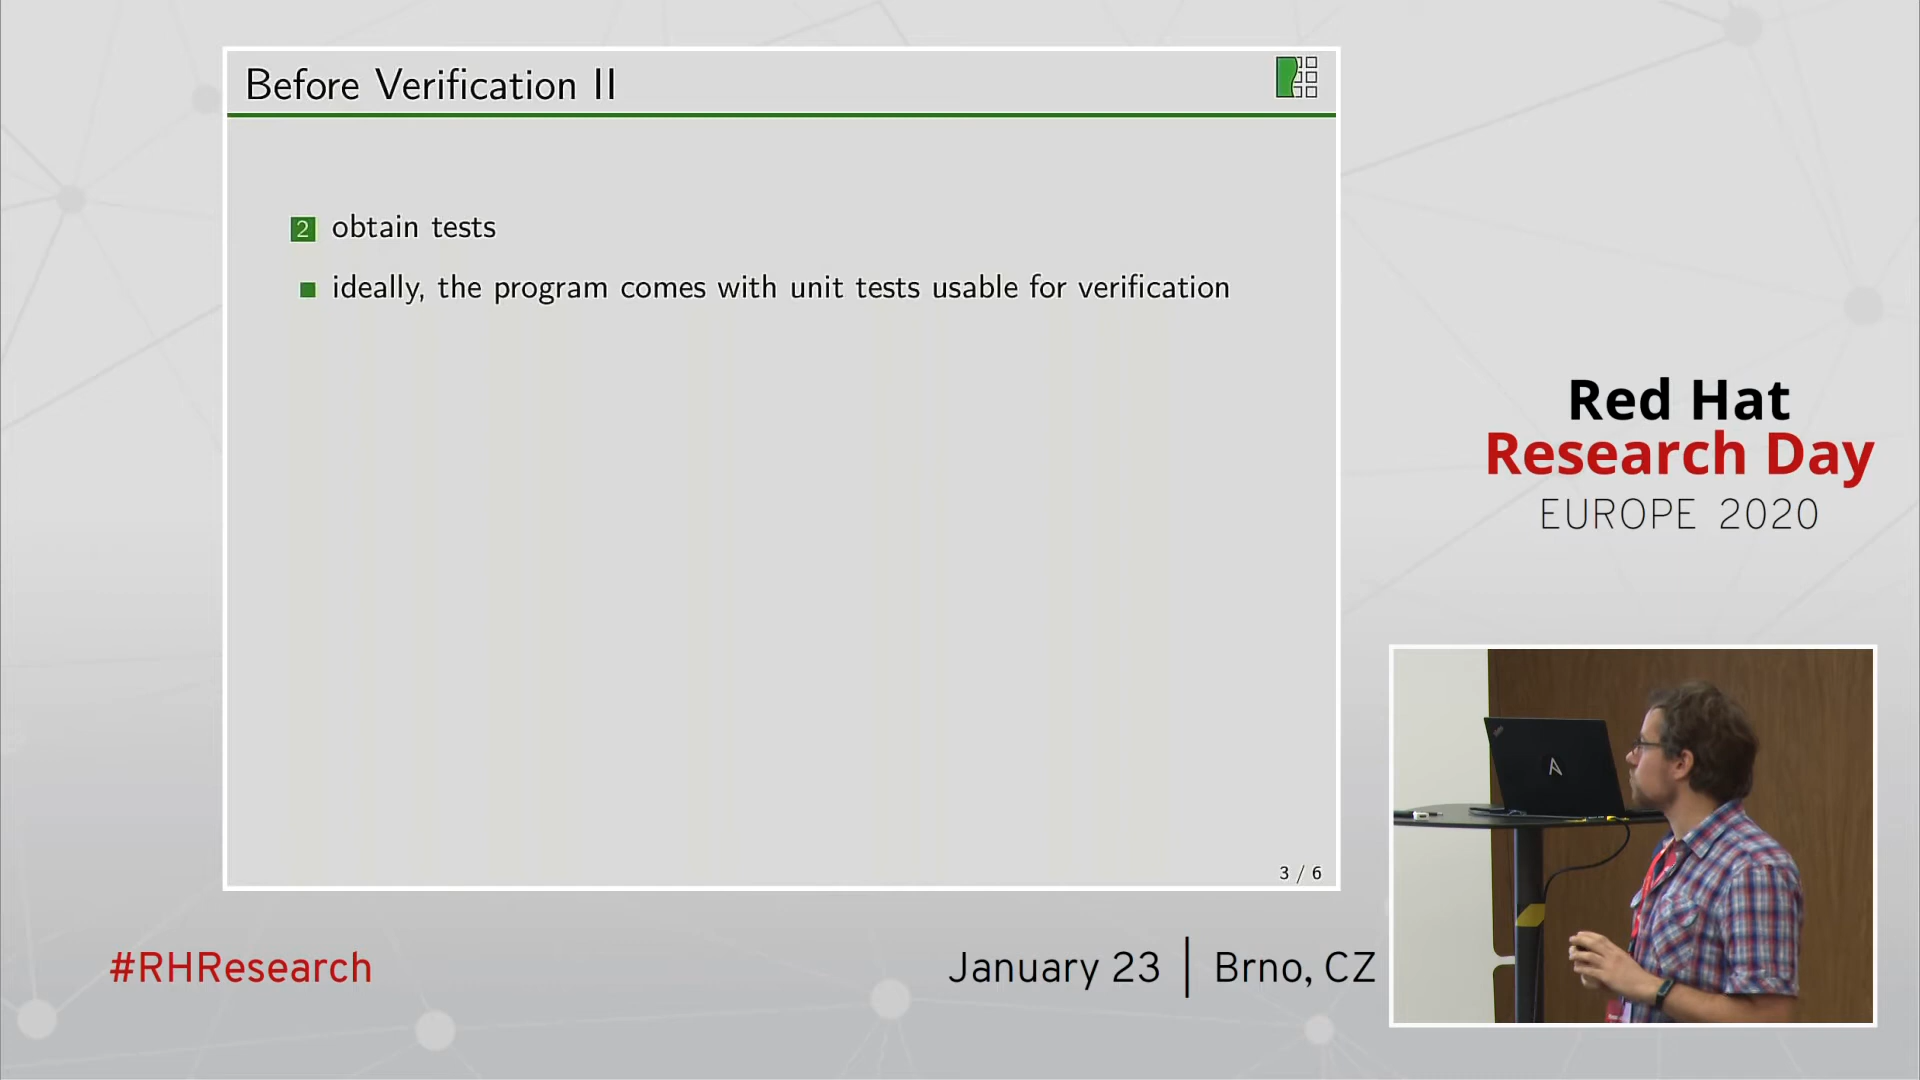 Before Verification II
2 obtain tests
ideally, the program comes with unit tests usable for verification
3 / 6
Red Hat
Research Day
EUROPE 2020
#RHResearch
January 23 | Brno, CZ